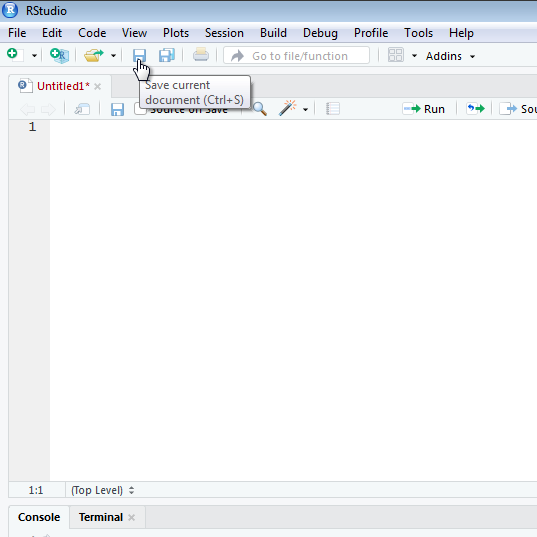 RStudio
File Edit Code View Plots Session Build Debug Profile Tools Help
Go to file/function Addins
Untitled1*
Save current
document (Ctrl+S)
Source on Save Run Sou
1
1:1 (Top Level)
Console Terminal